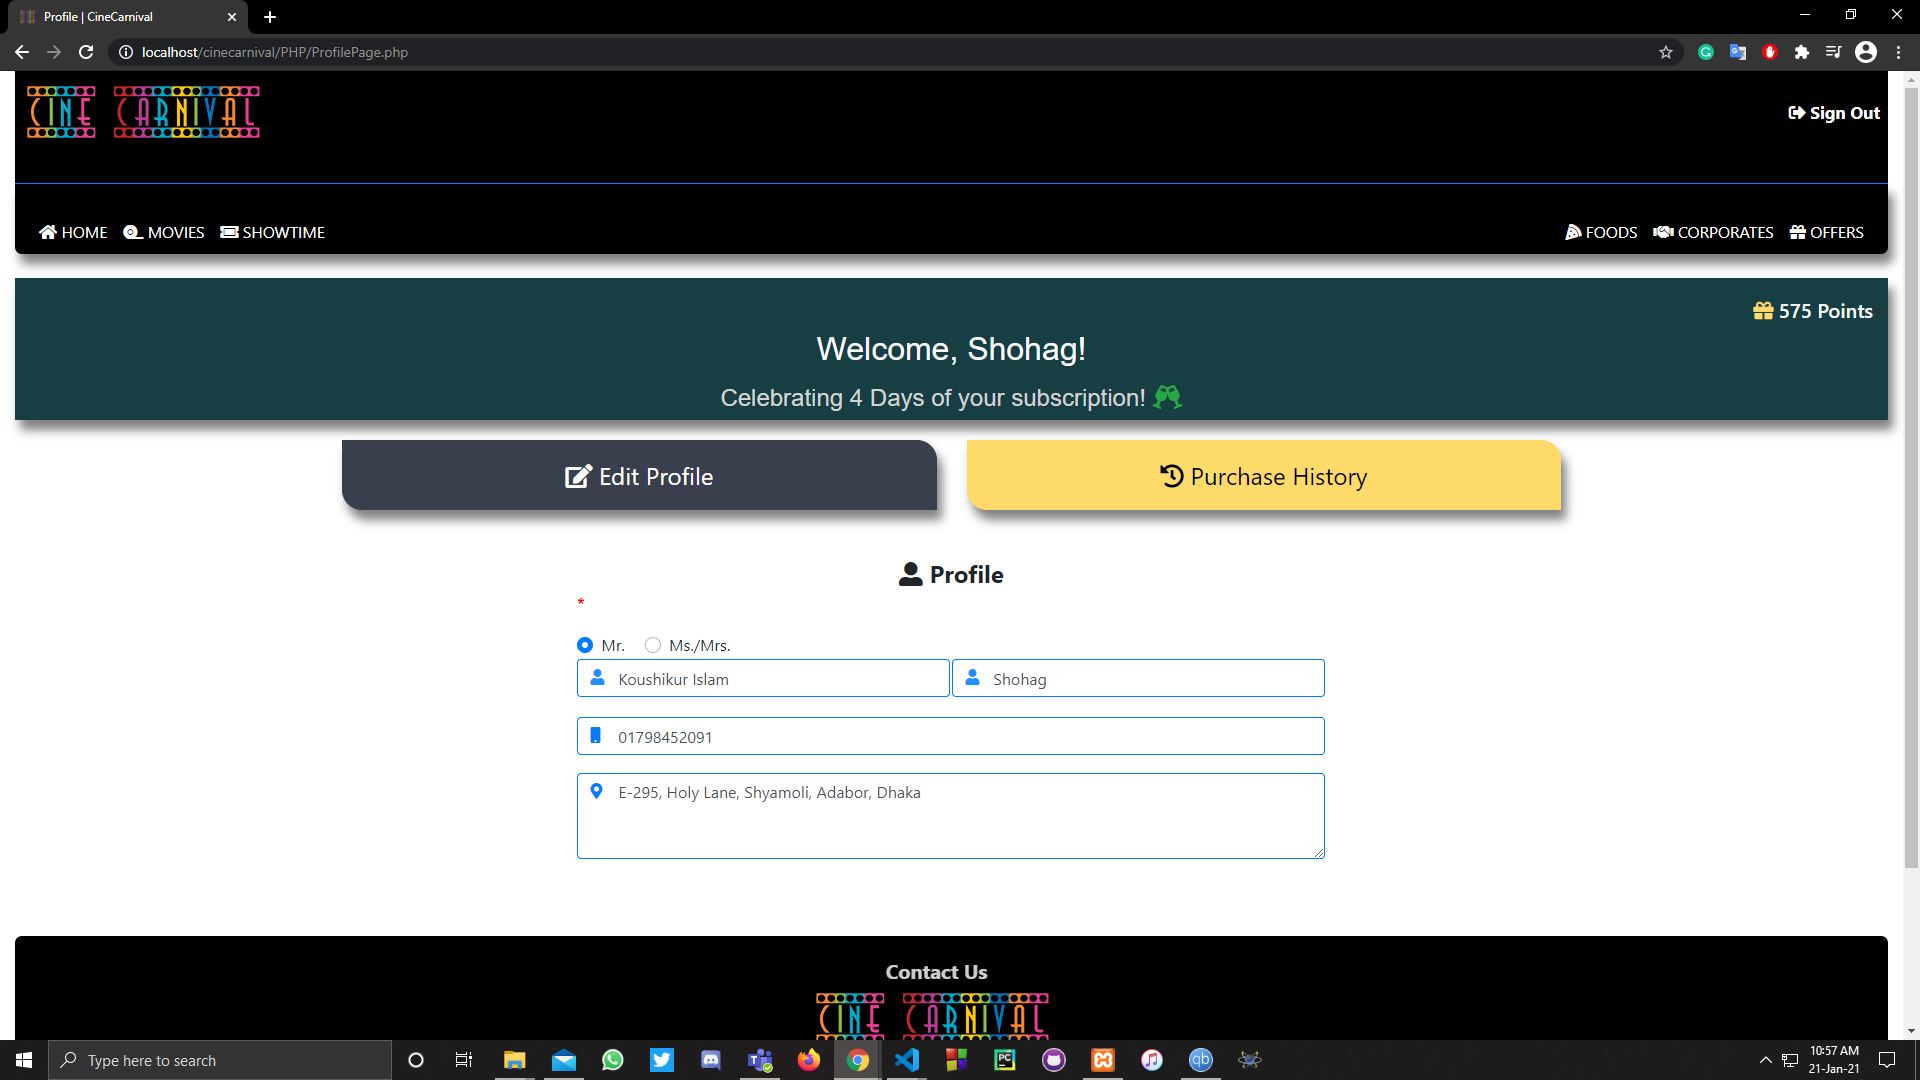 Profile | CineCarnival
localhost/cinecarnival/PHP/ProfilePage.php
CINE CARNIVAL
Sign Out
HOME MOVIES SHOWTIME FOODS CORPORATES OFFERS
575 Points
Welcome, Shohag!
Celebrating 4 Days of your subscription!
Edit Profile Purchase History
Profile
*
Mr. Ms./Mrs.
Koushikur Islam Shohag
01798452091
E-295, Holy Lane, Shyamoli, Adabor, Dhaka
Contact Us
CINE CARNIVAL
Type here to search
PC
qb
10:57 AM
21-Jan-21